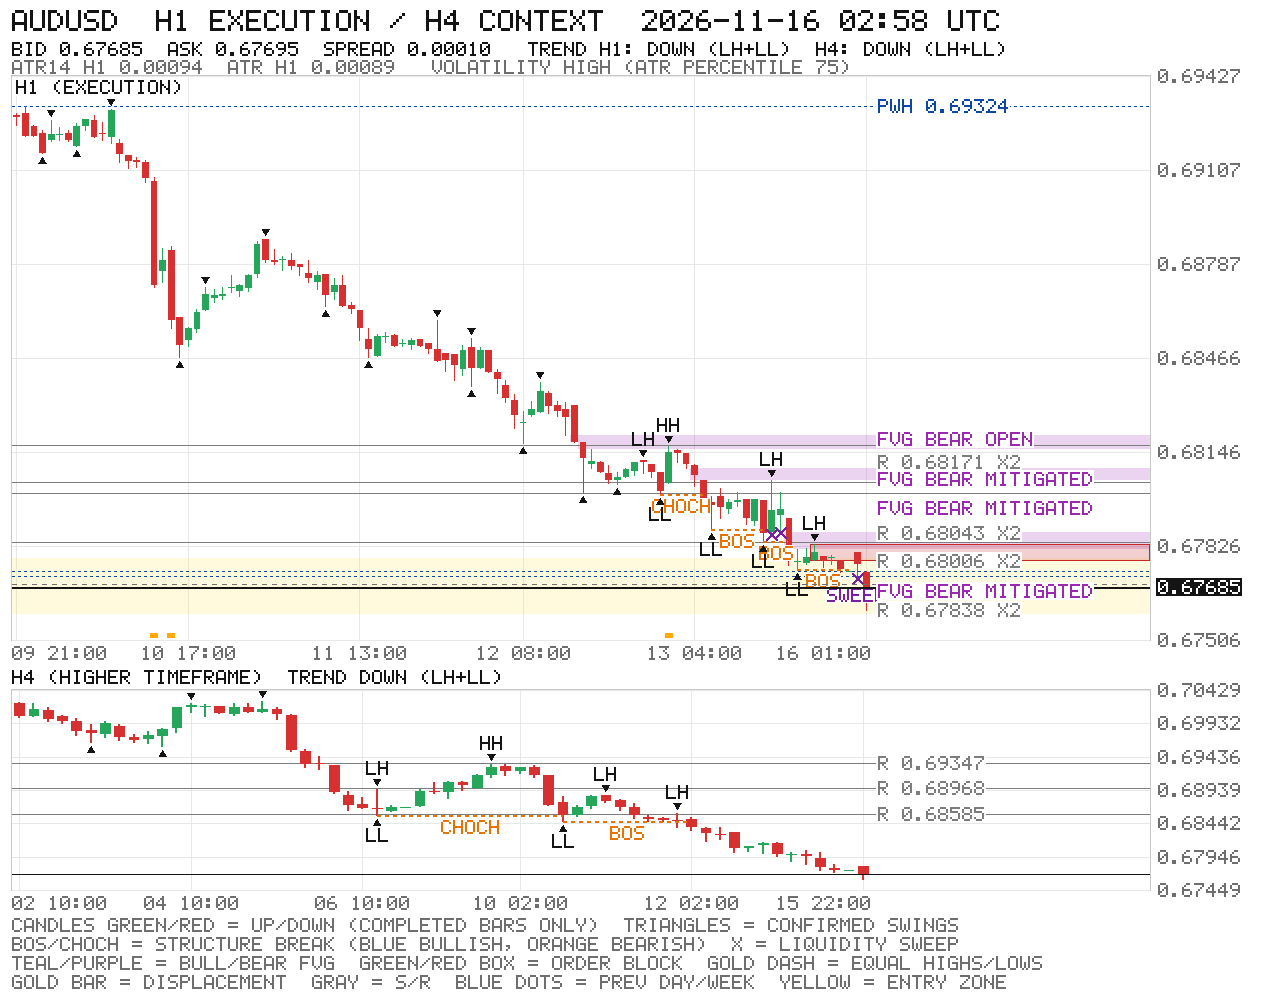 AUDUSD  H1 EXECUTION / H4 CONTEXT  2026-11-16 02:58 UTC
BID 0.67685  ASK 0.67695  SPREAD 0.00010   TREND H1: DOWN (LH+LL)  H4: DOWN (LH+LL)
ATR14 H1 0.00094  ATR H1 0.00089   VOLATILITY HIGH (ATR PERCENTILE 75)
H1 (EXECUTION)
0.69427
PWH 0.69324
0.69107
0.68787
0.68466
HH
LH
FVG BEAR OPEN
0.68146
LH
R 0.68171 X2
FVG BEAR MITIGATED
CHOCH
FVG BEAR MITIGATED
LL
LH
R 0.68043 X2
BOS
LL
BOS
0.67826
LL
R 0.68006 X2
BOS
LL
0.67685
SWEE
FVG BEAR MITIGATED
R 0.67838 X2
0.67506
09 21:00  10 17:00  11 13:00  12 08:00  13 04:00  16 01:00
H4 (HIGHER TIMEFRAME)  TREND DOWN (LH+LL)
0.70429
0.69932
HH
0.69436
R 0.69347
LH
LH
R 0.68968
0.68939
LH
R 0.68585
0.68442
CHOCH
LL
BOS
LL
0.67946
0.67449
02 10:00  04 10:00  06 10:00  10 02:00  12 02:00  15 22:00
CANDLES GREEN/RED = UP/DOWN (COMPLETED BARS ONLY)  TRIANGLES = CONFIRMED SWINGS
BOS/CHOCH = STRUCTURE BREAK (BLUE BULLISH, ORANGE BEARISH)  X = LIQUIDITY SWEEP
TEAL/PURPLE = BULL/BEAR FVG  GREEN/RED BOX = ORDER BLOCK  GOLD DASH = EQUAL HIGHS/LOWS
GOLD BAR = DISPLACEMENT  GRAY = S/R  BLUE DOTS = PREV DAY/WEEK  YELLOW = ENTRY ZONE